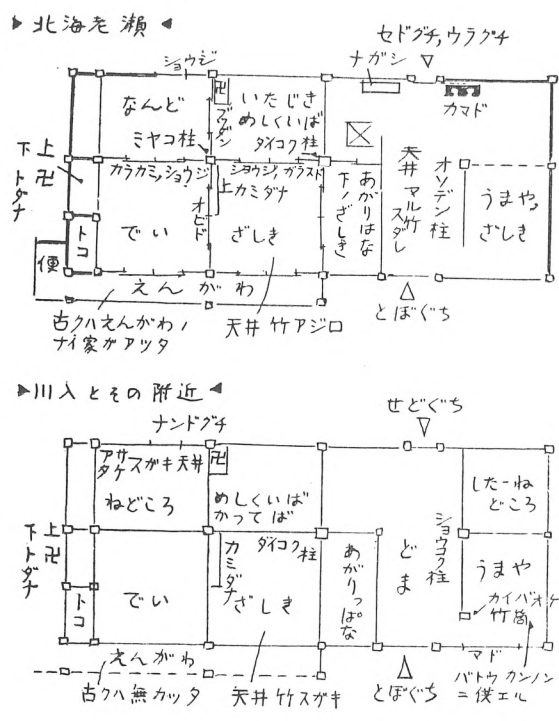 ▶北海老瀬◀
セドグチ,ウラグチ
ショウジ
ナガシ
なんど
卍
ブツダン
いたじき
めしくいば
カマド
ミヤコ柱
ダイコク柱
上卍
下トダナ
カラカミ,ショウジ
ショウジ,ガラスド
上カミダナ
オビド
あがりはな
下ノざしき
天井マル竹スダレ
オソデン柱
うまや,
ざしき
トコ
でい
ざしき
便
えんがわ
とぼぐち
古クハえんがわノ
ナイ家がアッタ
天井竹アジロ
▶川入とその附近◀
せどぐち
ナンドグチ
アサ
タケ
スガキ天井
卍
ねどころ
めしくいば
かってば
したーね
どころ
上卍
下トダナ
カミダナ
ダイコク柱
あがりっぱな
どま
ショウコク柱
うまや
トコ
でい
ざしき
カイバオケ
竹筒
えんがわ
マド
古クハ無カッタ
天井竹スガキ
とぼぐち
バトウカンノン
ニ供エル